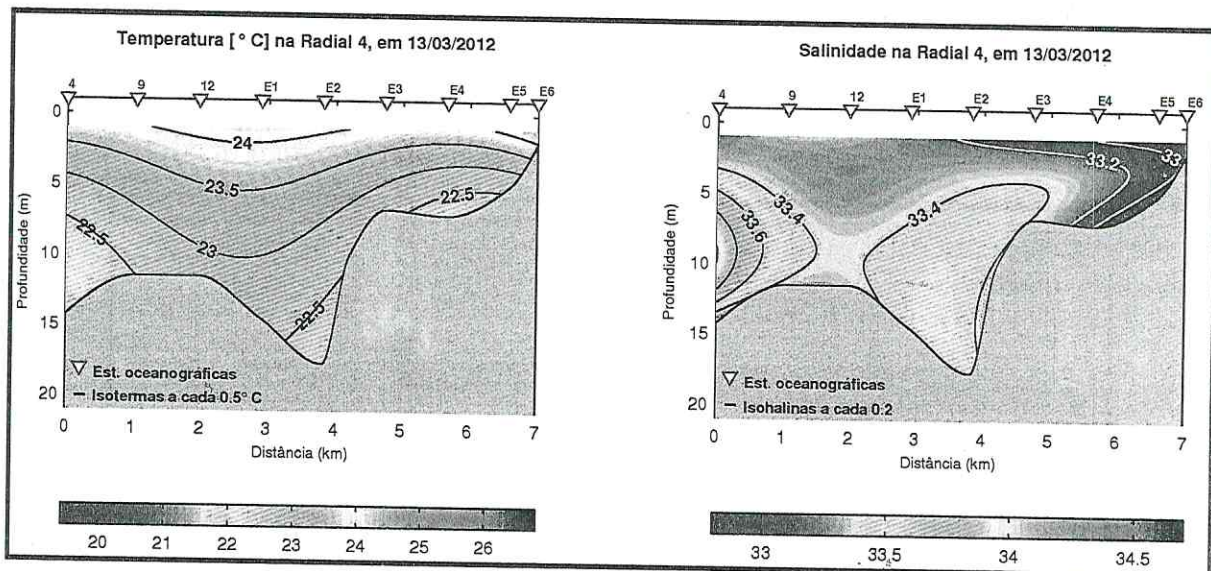 Temperatura [° C] na Radial 4, em 13/03/2012
4 9 12 E1 E2 E3 E4 E5 E6
0
5
10
15
20
Profundidade (m)
24
23.5
23
22.5
22.5
22.5
Est. oceanográficas
Isotermas a cada 0.5° C
0 1 2 3 4 5 6 7
Distância (km)
20 21 22 23 24 25 26
Salinidade na Radial 4, em 13/03/2012
4 9 12 E1 E2 E3 E4 E5 E6
0
5
10
15
20
Profundidade (m)
33.2
33.
33.4
33.4
33.6
Est. oceanográficas
Isohalinas a cada 0.2
0 1 2 3 4 5 6 7
Distância (km)
33 33.5 34 34.5